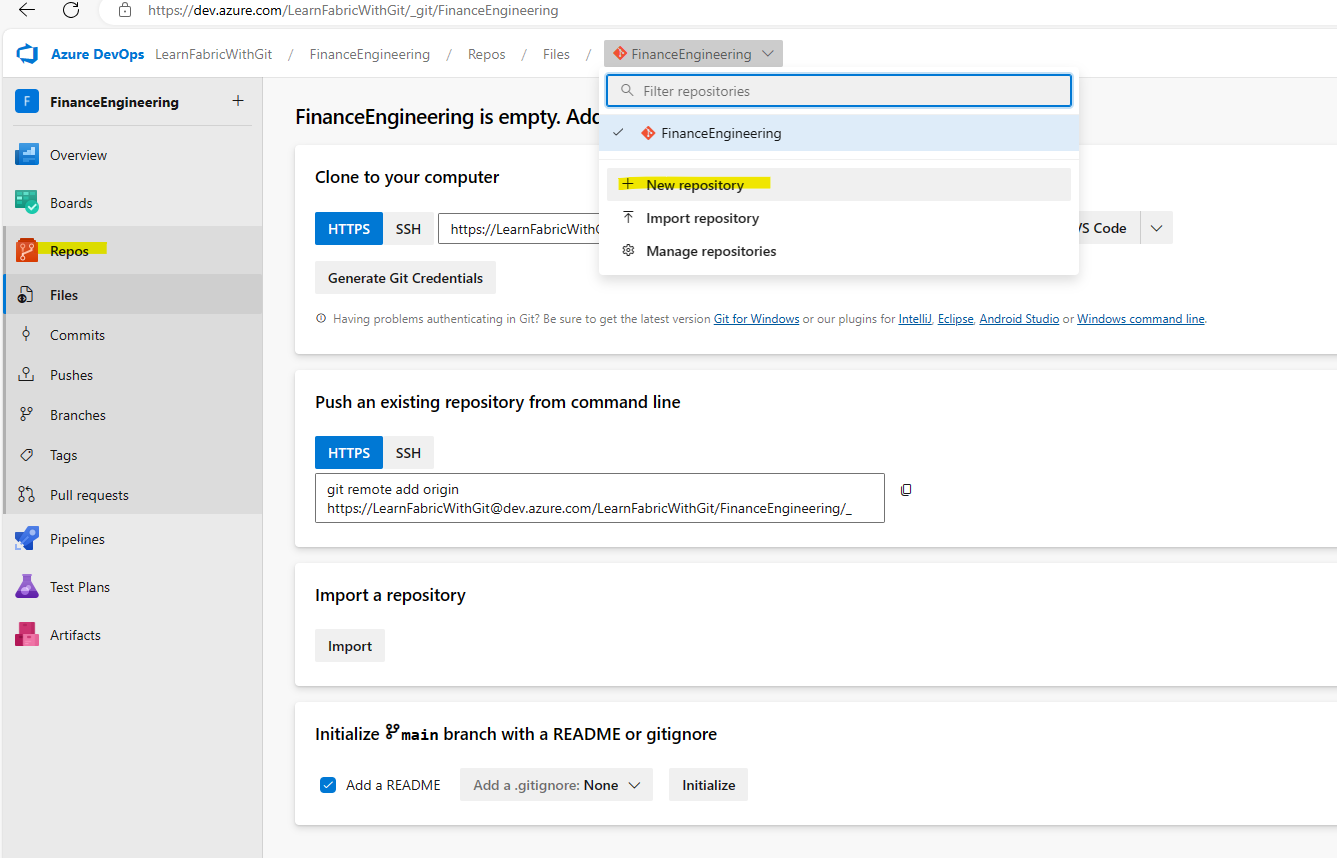 https://dev.azure.com/LearnFabricWithGit/_git/FinanceEngineering
Azure DevOps LearnFabricWithGit / FinanceEngineering / Repos / Files / FinanceEngineering
F FinanceEngineering +
Overview
Boards
Repos
Files
Commits
Pushes
Branches
Tags
Pull requests
Pipelines
Test Plans
Artifacts
Filter repositories
FinanceEngineering
New repository
Import repository
Manage repositories
FinanceEngineering is empty. Add
Clone to your computer
HTTPS SSH https://LearnFabricWithG VS Code
Generate Git Credentials
Having problems authenticating in Git? Be sure to get the latest version Git for Windows or our plugins for IntelliJ, Eclipse, Android Studio or Windows command line.
Push an existing repository from command line
HTTPS SSH
git remote add origin
https://LearnFabricWithGit@dev.azure.com/LearnFabricWithGit/FinanceEngineering/_
Import a repository
Import
Initialize main branch with a README or gitignore
Add a README Add a .gitignore: None Initialize